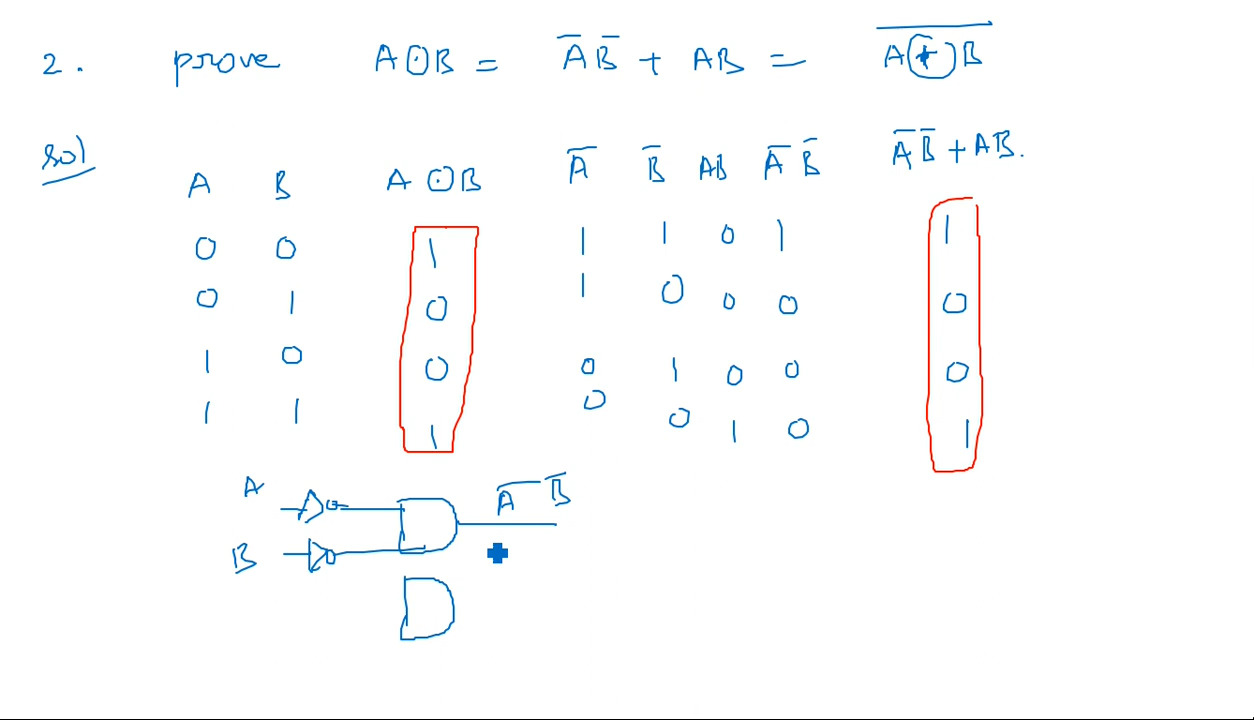 2. prove A⊙B = A̅ B̅ + AB = \overline{A⊕B}
sol
A B A⊙B A̅ B̅ AB A̅ B̅ A̅ B̅ + AB.
0 0 1 1 1 0 1 1
0 1 0 1 0 0 0 0
1 0 0 0 1 0 0 0
1 1 1 0 0 1 0 1
A A̅ B̅
B